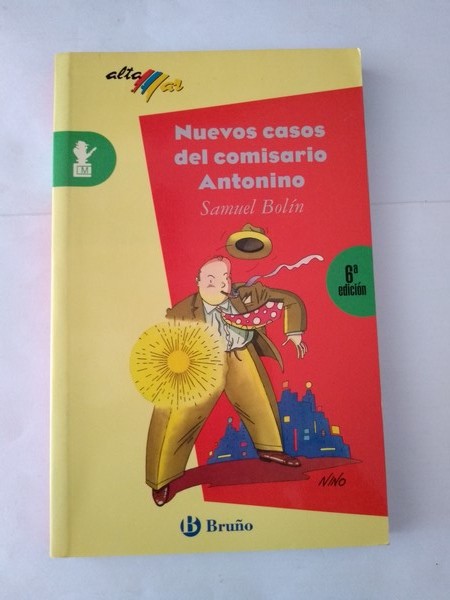 alta
Mar
Nuevos casos
del comisario
Antonino
Samuel Bolín
6ª
edición
M
NINO
B Bruño